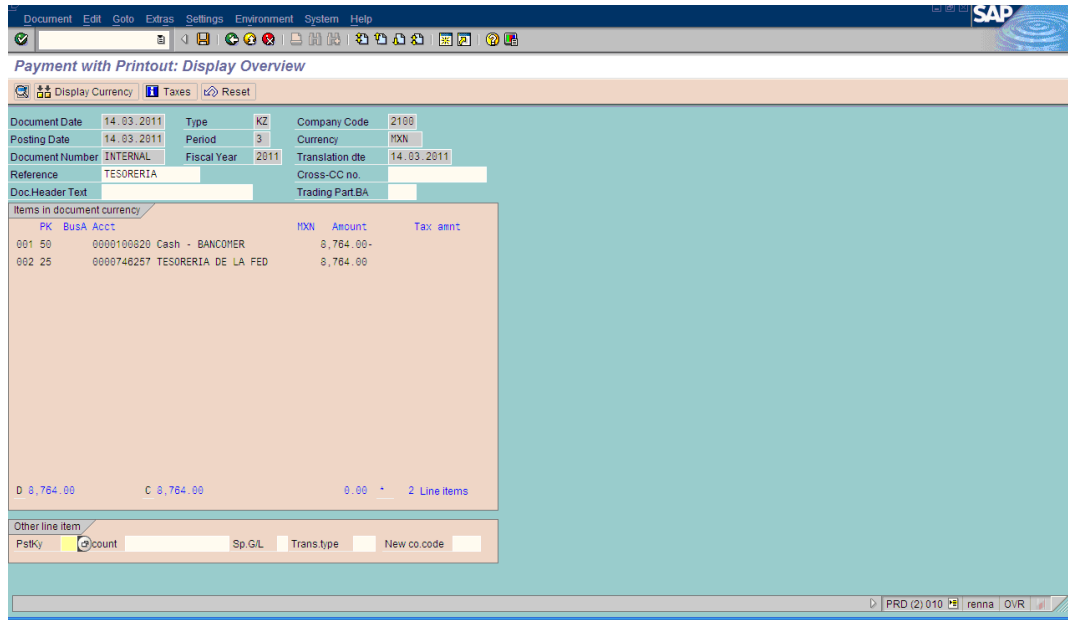 Document Edit Goto Extras Settings Environment System Help
SAP
Payment with Printout: Display Overview
Display Currency Taxes Reset
Document Date 14.03.2011 Type KZ Company Code 2100
Posting Date 14.03.2011 Period 3 Currency MXN
Document Number INTERNAL Fiscal Year 2011 Translation dte 14.03.2011
Reference TESORERIA Cross-CC no.
Doc.Header Text Trading Part.BA
Items in document currency
PK BusA Acct MXN Amount Tax amnt
001 50 0000100820 Cash - BANCOMER 8,764.00-
002 25 0000746257 TESORERIA DE LA FED 8,764.00
D 8,764.00 C 8,764.00 0.00 * 2 Line items
Other line item
PstKy count Sp.G/L Trans.type New co.code
PRD (2) 010 renna OVR